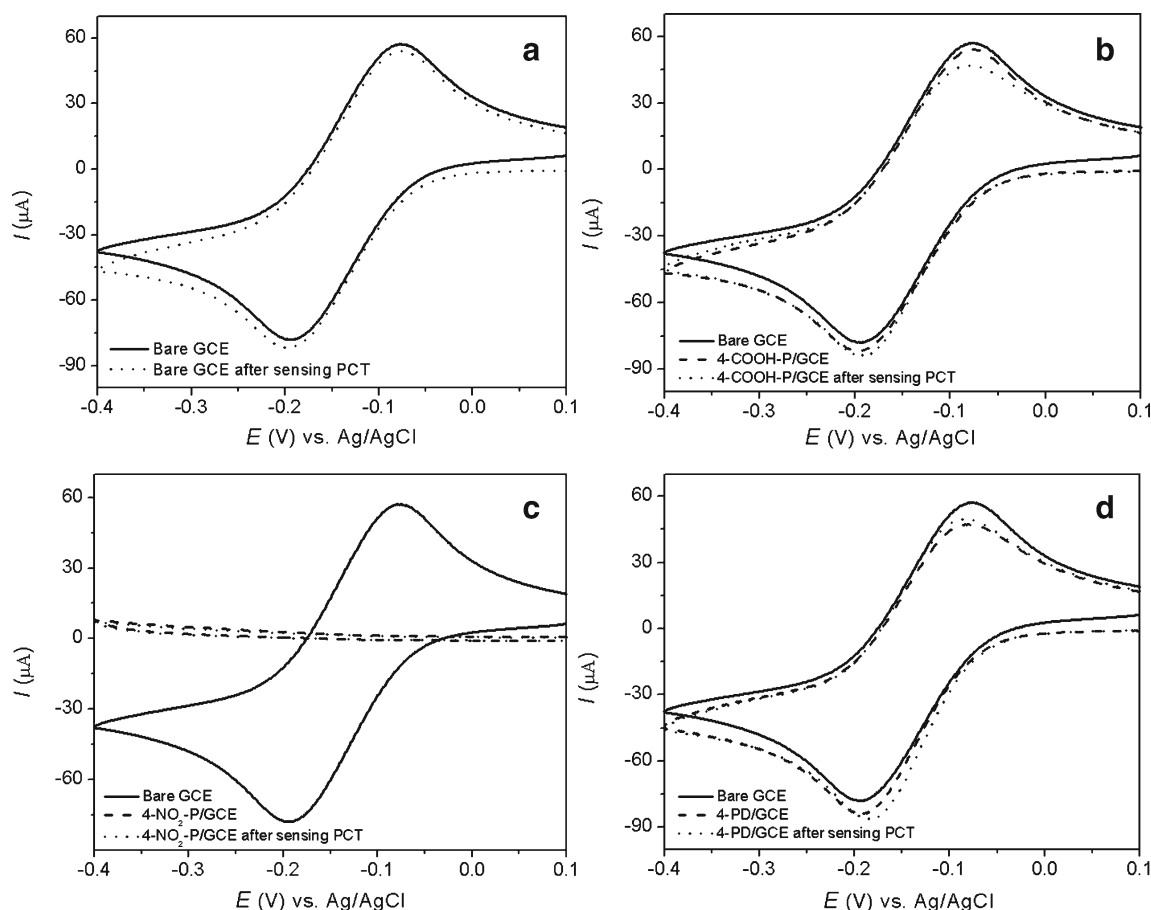 a
60
30
0
-30
-60
-90
I (μA)
Bare GCE
Bare GCE after sensing PCT
-0.4 -0.3 -0.2 -0.1 0.0 0.1
E (V) vs. Ag/AgCl
b
60
30
0
-30
-60
-90
I (μA)
Bare GCE
4-COOH-P/GCE
4-COOH-P/GCE after sensing PCT
-0.4 -0.3 -0.2 -0.1 0.0 0.1
E (V) vs. Ag/AgCl
c
60
30
0
-30
-60
I (μA)
Bare GCE
4-NO2-P/GCE
4-NO2-P/GCE after sensing PCT
-0.4 -0.3 -0.2 -0.1 0.0 0.1
E (V) vs. Ag/AgCl
d
60
30
0
-30
-60
-90
I (μA)
Bare GCE
4-PD/GCE
4-PD/GCE after sensing PCT
-0.4 -0.3 -0.2 -0.1 0.0 0.1
E (V) vs. Ag/AgCl